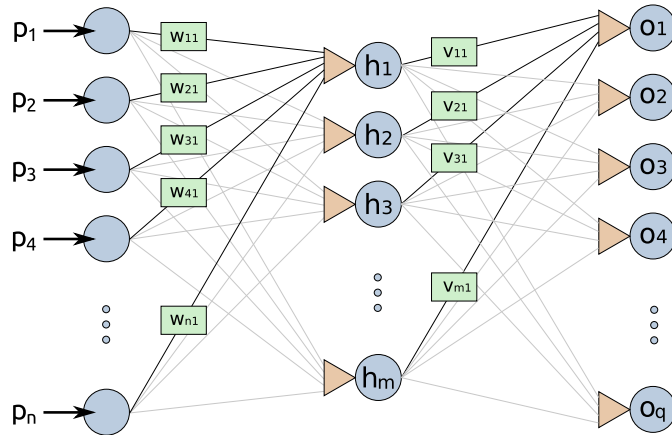 p1 w11 h1 v11 o1
p2 w21 h2 v21 o2
p3 w31 h3 v31 o3
p4 w41 o4
pn wn1 hm vm1 oq